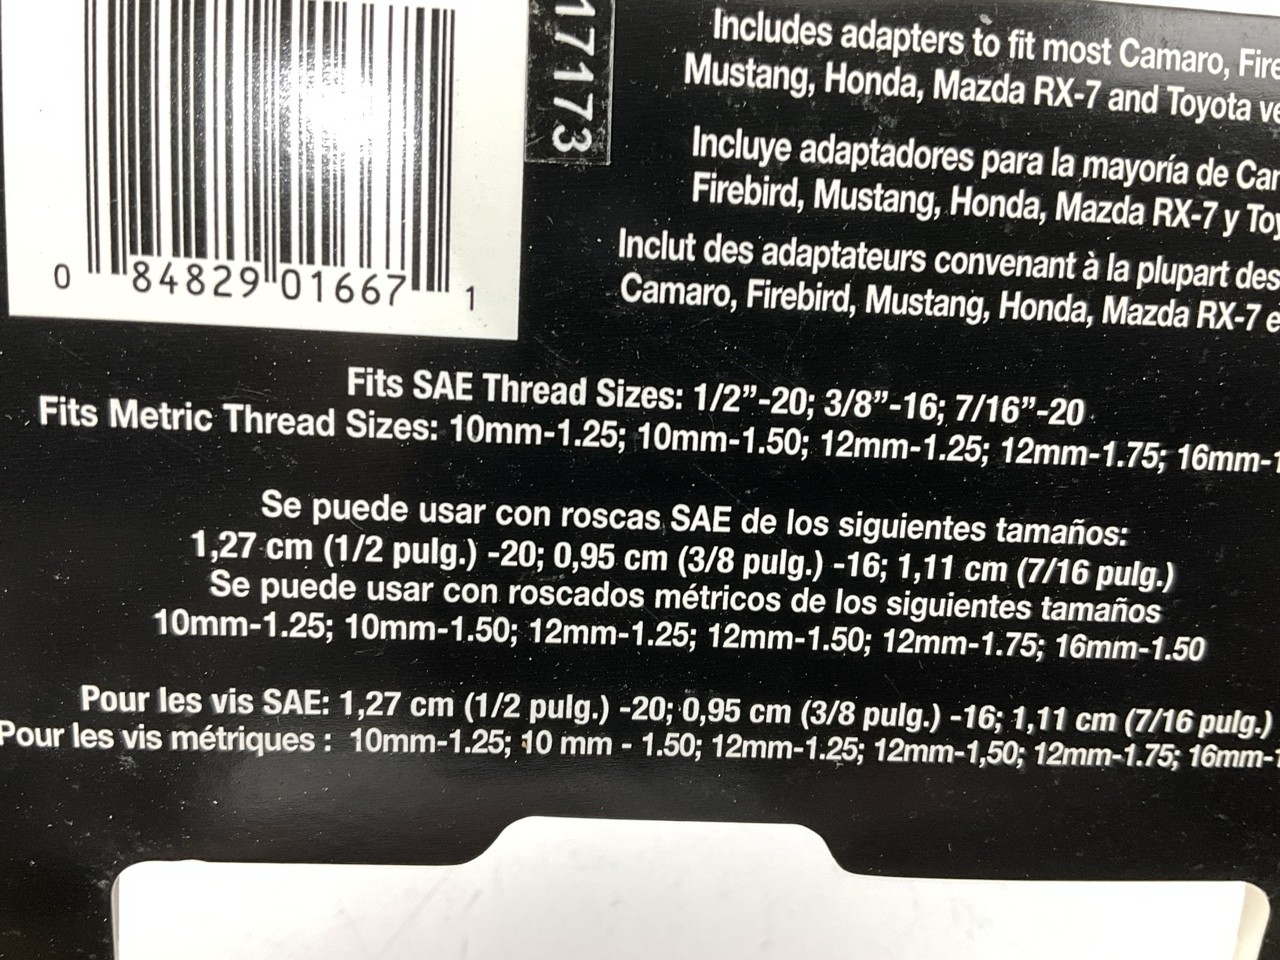 0 84829 01667 1
17173
Includes adapters to fit most Camaro, Fire
Mustang, Honda, Mazda RX-7 and Toyota ve
Incluye adaptadores para la mayoría de Cam
Firebird, Mustang, Honda, Mazda RX-7 y Toy
Inclut des adaptateurs convenant à la plupart des
Camaro, Firebird, Mustang, Honda, Mazda RX-7 e
Fits SAE Thread Sizes: 1/2”-20; 3/8”-16; 7/16”-20
Fits Metric Thread Sizes: 10mm-1.25; 10mm-1.50; 12mm-1.25; 12mm-1.75; 16mm-1
Se puede usar con roscas SAE de los siguientes tamaños:
1,27 cm (1/2 pulg.) -20; 0,95 cm (3/8 pulg.) -16; 1,11 cm (7/16 pulg.)
Se puede usar con roscados métricos de los siguientes tamaños
10mm-1.25; 10mm-1.50; 12mm-1.25; 12mm-1.50; 12mm-1.75; 16mm-1.50
Pour les vis SAE: 1,27 cm (1/2 pulg.) -20; 0,95 cm (3/8 pulg.) -16; 1,11 cm (7/16 pulg.)
Pour les vis métriques : 10mm-1.25; 10 mm - 1.50; 12mm-1.25; 12mm-1,50; 12mm-1.75; 16mm-1